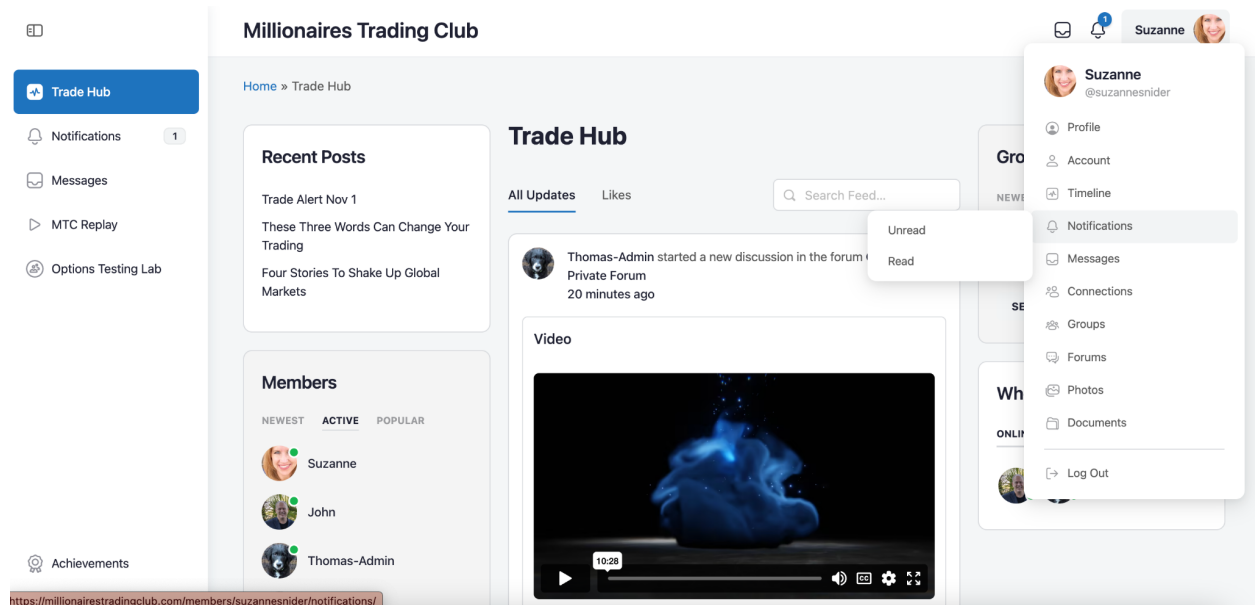 Millionaires Trading Club
1
Suzanne
Trade Hub
Notifications
1
Messages
MTC Replay
Options Testing Lab
Achievements
Home » Trade Hub
Recent Posts
Trade Alert Nov 1
These Three Words Can Change Your
Trading
Four Stories To Shake Up Global
Markets
Members
NEWEST ACTIVE POPULAR
Suzanne
John
Thomas-Admin
Trade Hub
All Updates Likes
Search Feed...
Thomas-Admin started a new discussion in the forum
Private Forum
20 minutes ago
Video
10:28
CC
Unread
Read
Gro
NEWE
SE
Wh
ONLIN
Suzanne
@suzannesnider
Profile
Account
Timeline
Notifications
Messages
Connections
Groups
Forums
Photos
Documents
Log Out
https://millionairestradingclub.com/members/suzannesnider/notifications/